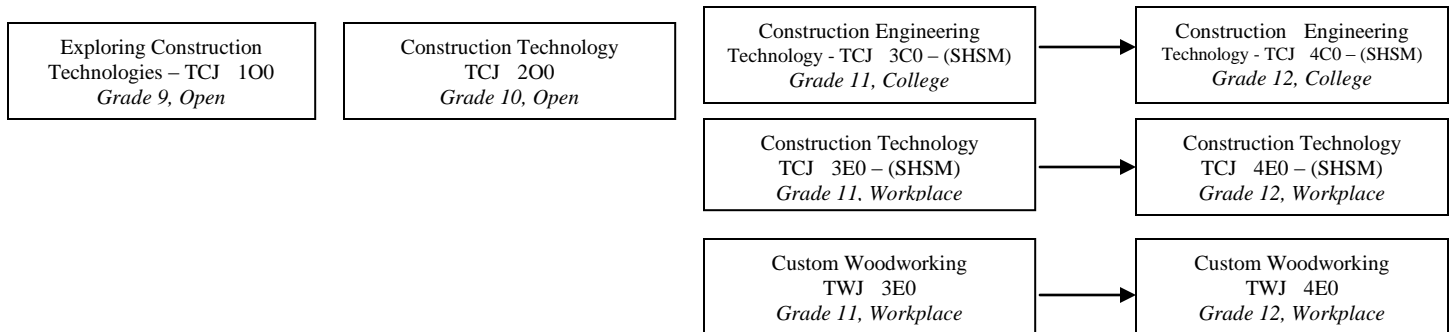 Exploring Construction
Technologies – TCJ 1O0
Grade 9, Open
Construction Technology
TCJ 2O0
Grade 10, Open
Construction Engineering
Technology - TCJ 3C0 – (SHSM)
Grade 11, College
Construction Engineering
Technology - TCJ 4C0 – (SHSM)
Grade 12, College
Construction Technology
TCJ 3E0 – (SHSM)
Grade 11, Workplace
Construction Technology
TCJ 4E0 – (SHSM)
Grade 12, Workplace
Custom Woodworking
TWJ 3E0
Grade 11, Workplace
Custom Woodworking
TWJ 4E0
Grade 12, Workplace